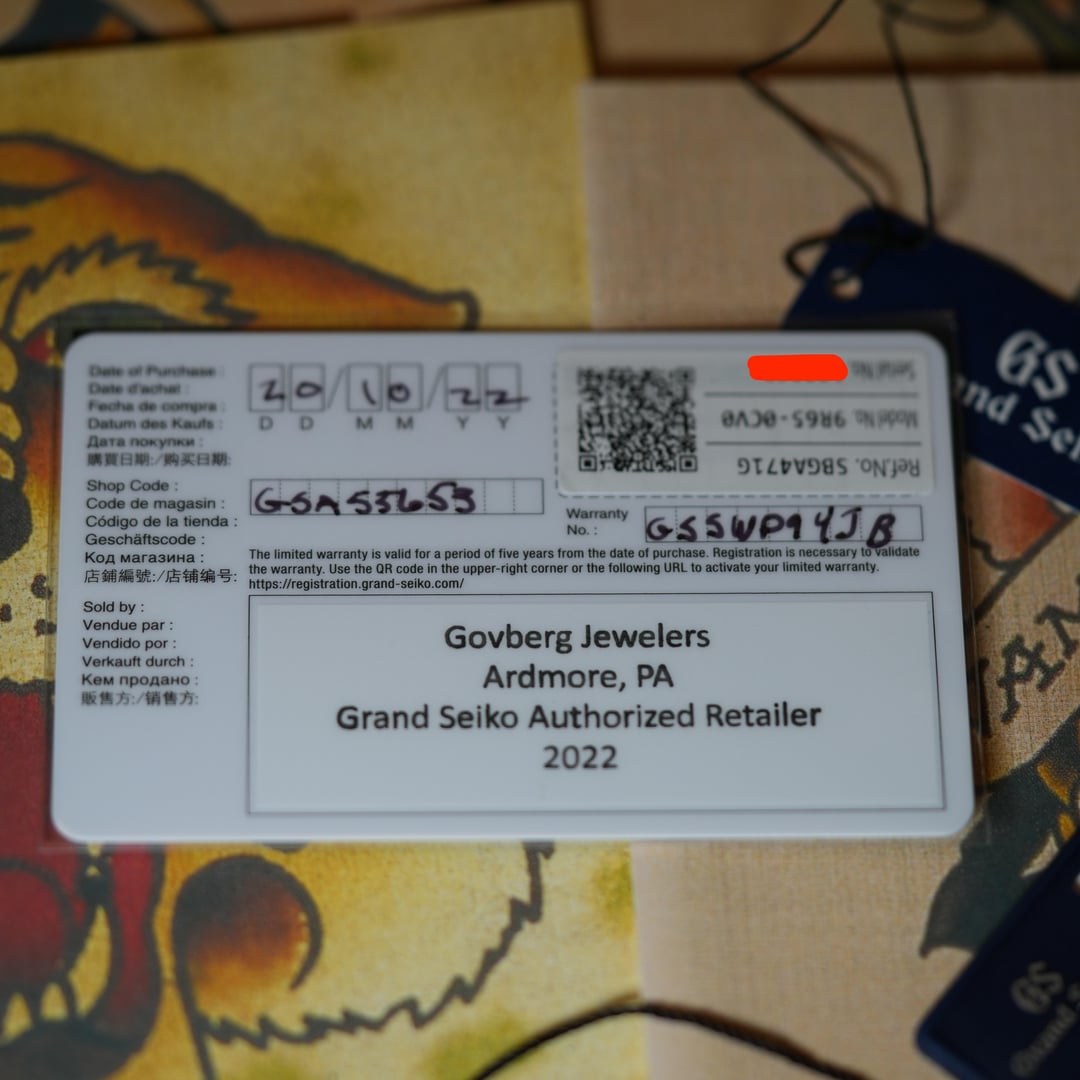 Date of Purchase :
Date d'achat :
Fecha de compra :
Datum des Kaufs :
Дата покупки :
購買日期:/购买日期:
20/10/22
D D M M Y Y
Serial No.
Model No. 9R65-0CV0
Ref.No. SBGA471G
Shop Code :
Code de magasin :
Código de la tienda :
Geschäftscode :
Код магазина :
店鋪編號:/店铺编号:
GSA53653
Warranty
No. :
GSSWP94JB
The limited warranty is valid for a period of five years from the date of purchase. Registration is necessary to validate
the warranty. Use the QR code in the upper-right corner or the following URL to activate your limited warranty.
https://registration.grand-seiko.com/
Sold by :
Vendue par :
Vendido por :
Verkauft durch :
Кем продано :
販售方:/销售方:
Govberg Jewelers
Ardmore, PA
Grand Seiko Authorized Retailer
2022
GS
GS
Grand